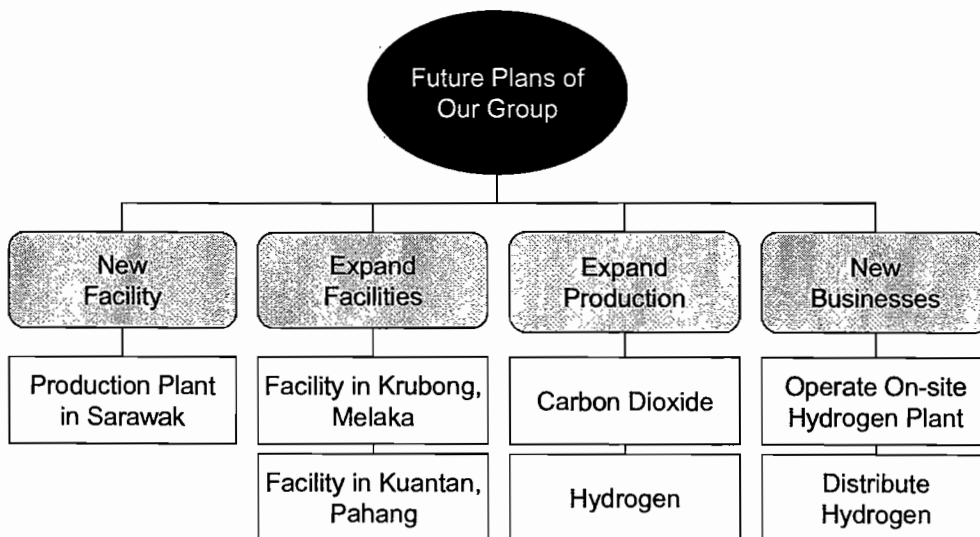 Future Plans of
Our Group
New
Facility
Expand
Facilities
Expand
Production
New
Businesses
Production Plant
in Sarawak
Facility in Krubong,
Melaka
Carbon Dioxide
Operate On-site
Hydrogen Plant
Facility in Kuantan,
Pahang
Hydrogen
Distribute
Hydrogen